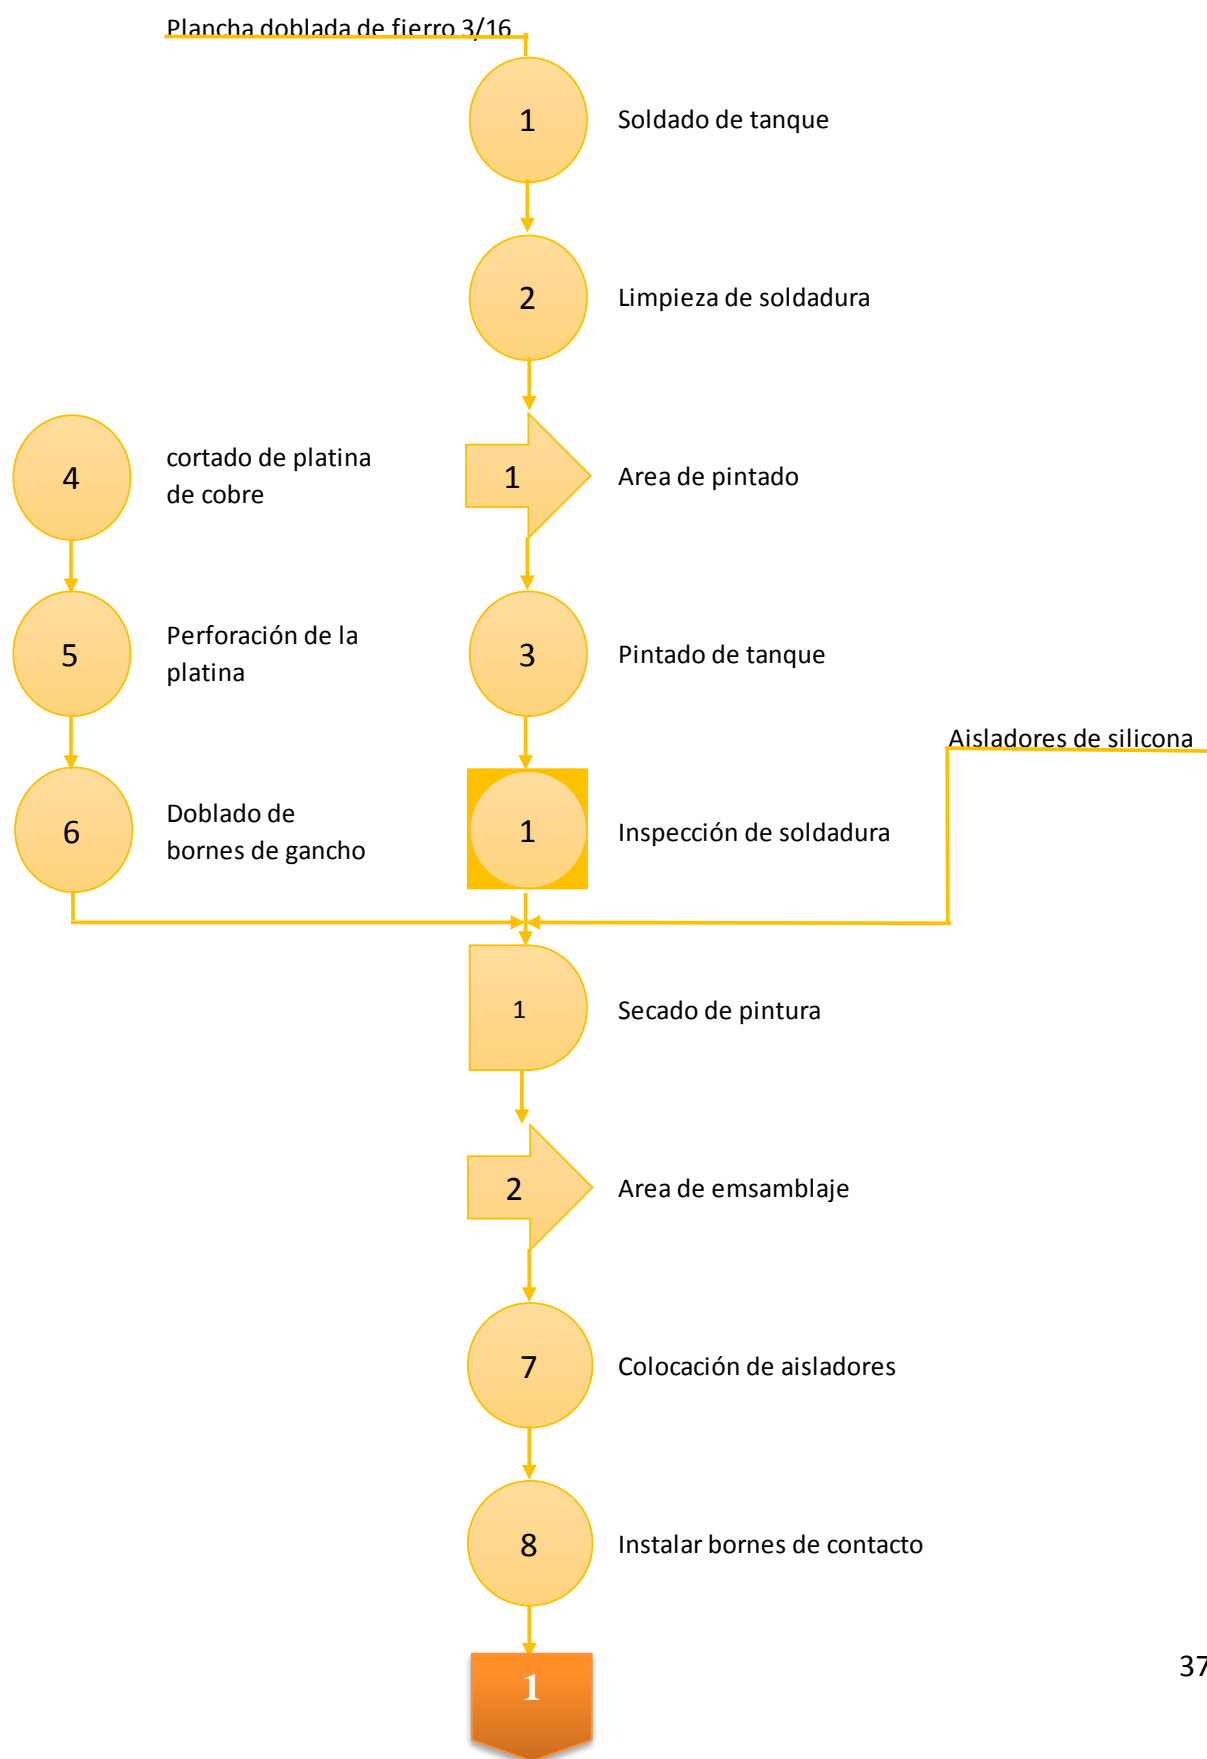 Plancha doblada de fierro 3/16
1
Soldado de tanque
2
Limpieza de soldadura
4
cortado de platina
de cobre
1
Area de pintado
5
Perforación de la
platina
3
Pintado de tanque
Aisladores de silicona
6
Doblado de
bornes de gancho
1
Inspección de soldadura
1
Secado de pintura
2
Area de emsamblaje
7
Colocación de aisladores
8
Instalar bornes de contacto
1
37